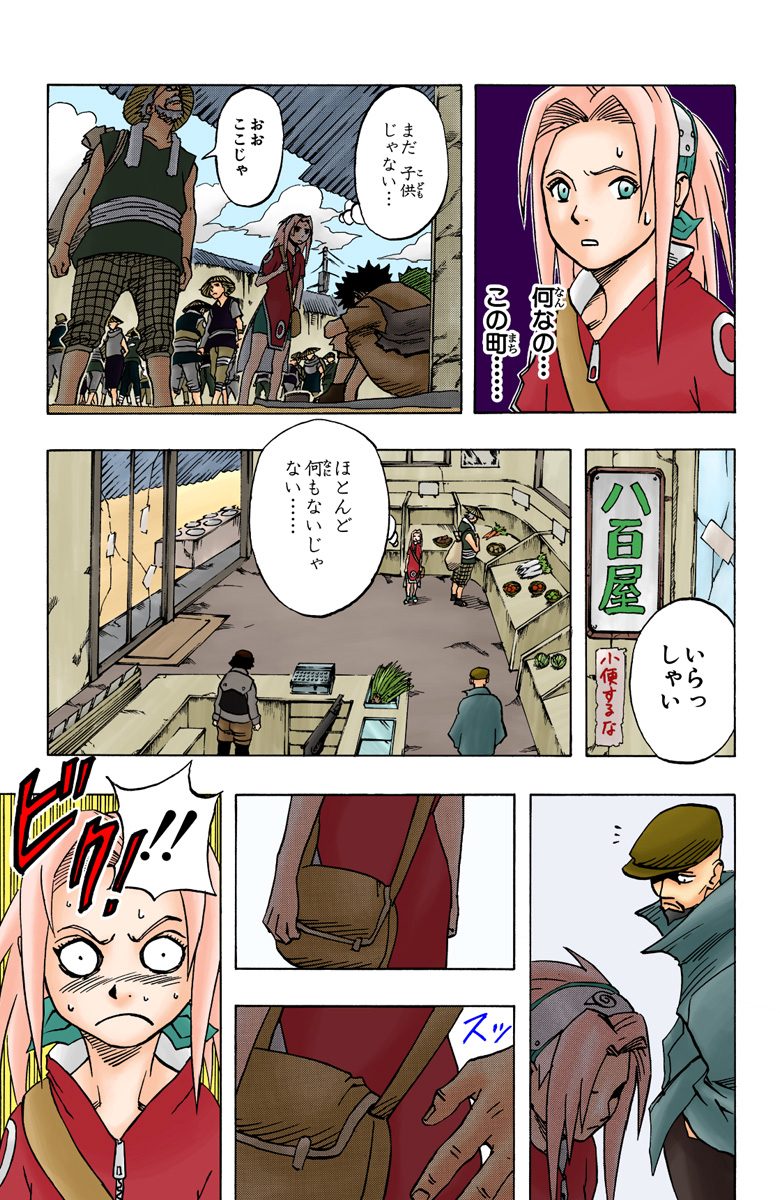 何なの…
この町……
まだ子供
じゃない…
おお
ここじゃ
八百屋
小便するな
いらっ
しゃい
ほとんど
何もないじゃ
ない……
スッ
!!
ビクッ!